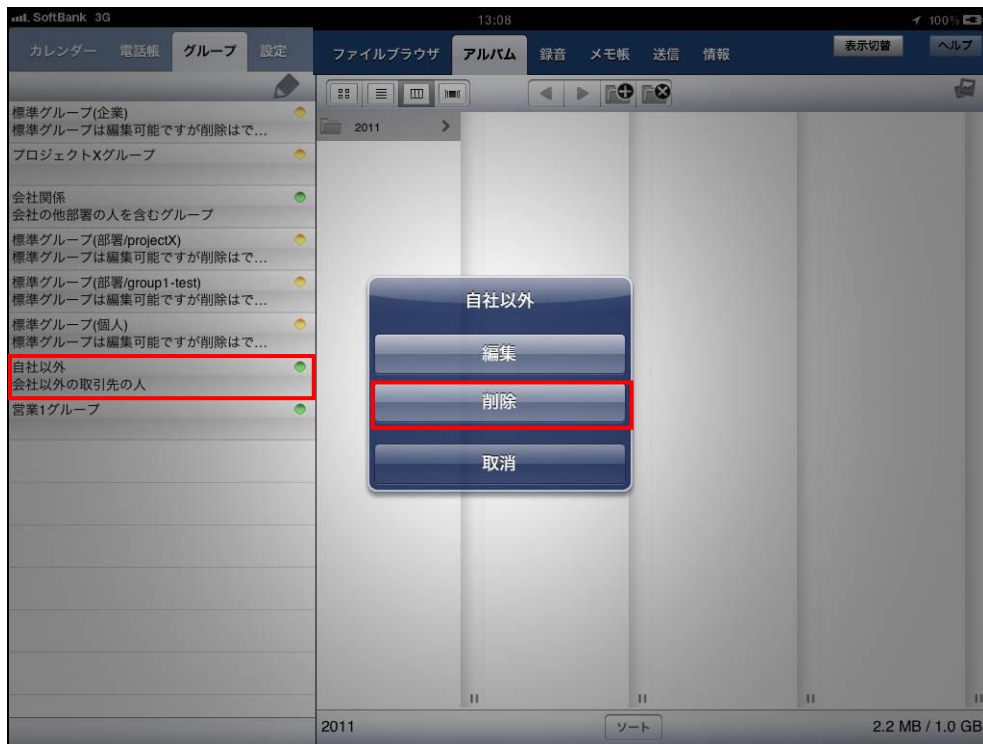 SoftBank 3G
13:08
100%
カレンダー 電話帳 グループ 設定
ファイルブラウザ アルバム 録音 メモ帳 送信 情報
表示切替 ヘルプ
標準グループ(企業)
標準グループは編集可能ですが削除はで...
プロジェクトXグループ
会社関係
会社の他部署の人を含むグループ
標準グループ(部署/projectX)
標準グループは編集可能ですが削除はで...
標準グループ(部署/group1-test)
標準グループは編集可能ですが削除はで...
標準グループ(個人)
標準グループは編集可能ですが削除はで...
自社以外
会社以外の取引先の人
営業1グループ
2011
自社以外
編集
削除
取消
2011
ソート
2.2 MB / 1.0 GB